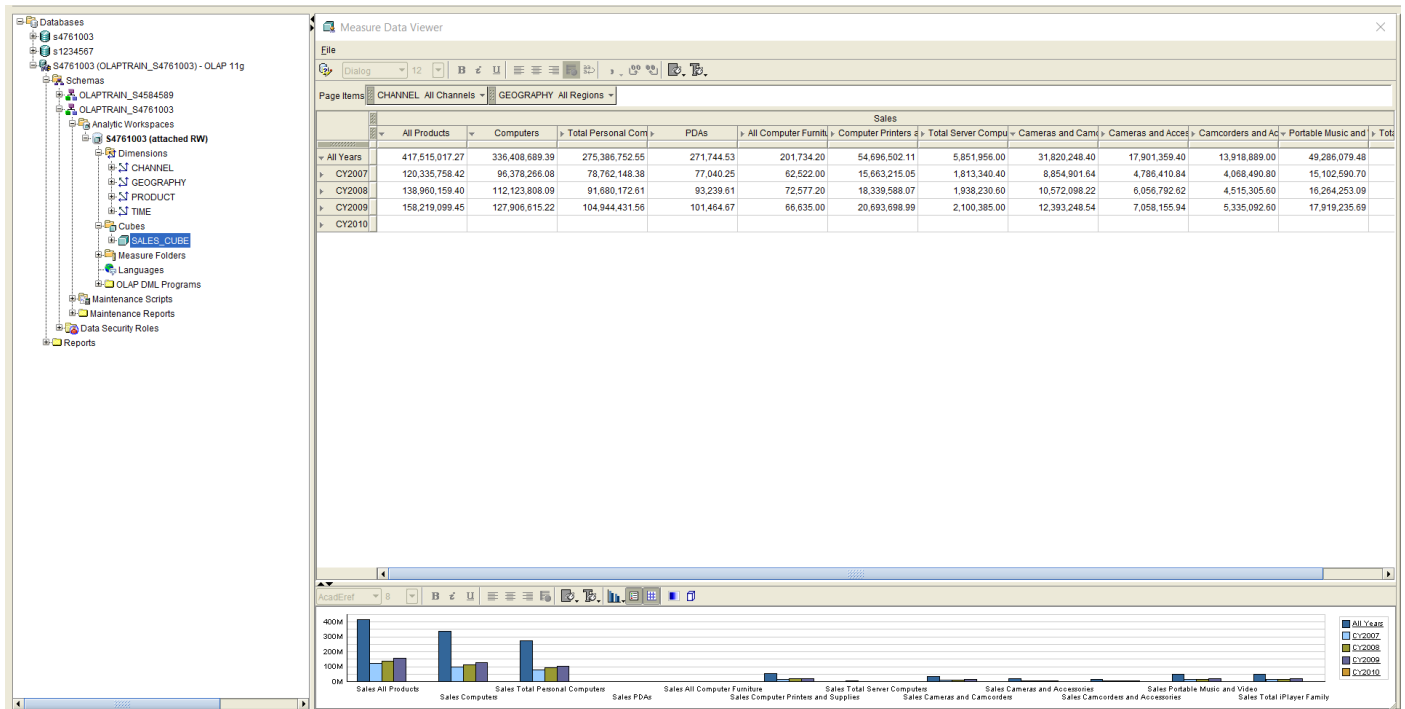 Databases
s4761003
s1234567
S4761003 (OLAPTRAIN_S4761003) - OLAP 11g
Schemas
OLAPTRAIN_S4584589
OLAPTRAIN_S4761003
Analytic Workspaces
S4761003 (attached RW)
Dimensions
CHANNEL
GEOGRAPHY
PRODUCT
TIME
Cubes
SALES_CUBE
Measure Folders
Languages
OLAP DML Programs
Maintenance Scripts
Maintenance Reports
Data Security Roles
Reports
Measure Data Viewer
File
Dialog 12 B i U
Page Items CHANNEL All Channels GEOGRAPHY All Regions
Sales
All Products Computers Total Personal Com PDAs All Computer Furnitu Computer Printers a Total Server Compu Cameras and Camc Cameras and Acces Camcorders and Ac Portable Music and Tota
All Years 417,515,017.27 336,408,689.39 275,386,752.55 271,744.53 201,734.20 54,696,502.11 5,851,956.00 31,820,248.40 17,901,359.40 13,918,889.00 49,286,079.48
CY2007 120,335,758.42 96,378,266.08 78,762,148.38 77,040.25 62,522.00 15,663,215.05 1,813,340.40 8,854,901.64 4,786,410.84 4,068,490.80 15,102,590.70
CY2008 138,960,159.40 112,123,808.09 91,680,172.61 93,239.61 72,577.20 18,339,588.07 1,938,230.60 10,572,098.22 6,056,792.62 4,515,305.60 16,264,253.09
CY2009 158,219,099.45 127,906,615.22 104,944,431.56 101,464.67 66,635.00 20,693,698.99 2,100,385.00 12,393,248.54 7,058,155.94 5,335,092.60 17,919,235.69
CY2010
AcadEref 8 B i U
400M
300M
200M
100M
0M
Sales All Products Sales Total Personal Computers Sales All Computer Furniture Sales Total Server Computers Sales Cameras and Accessories Sales Portable Music and Video
Sales Computers Sales PDAs Sales Computer Printers and Supplies Sales Cameras and Camcorders Sales Camcorders and Accessories Sales Total iPlayer Family
All Years
CY2007
CY2008
CY2009
CY2010